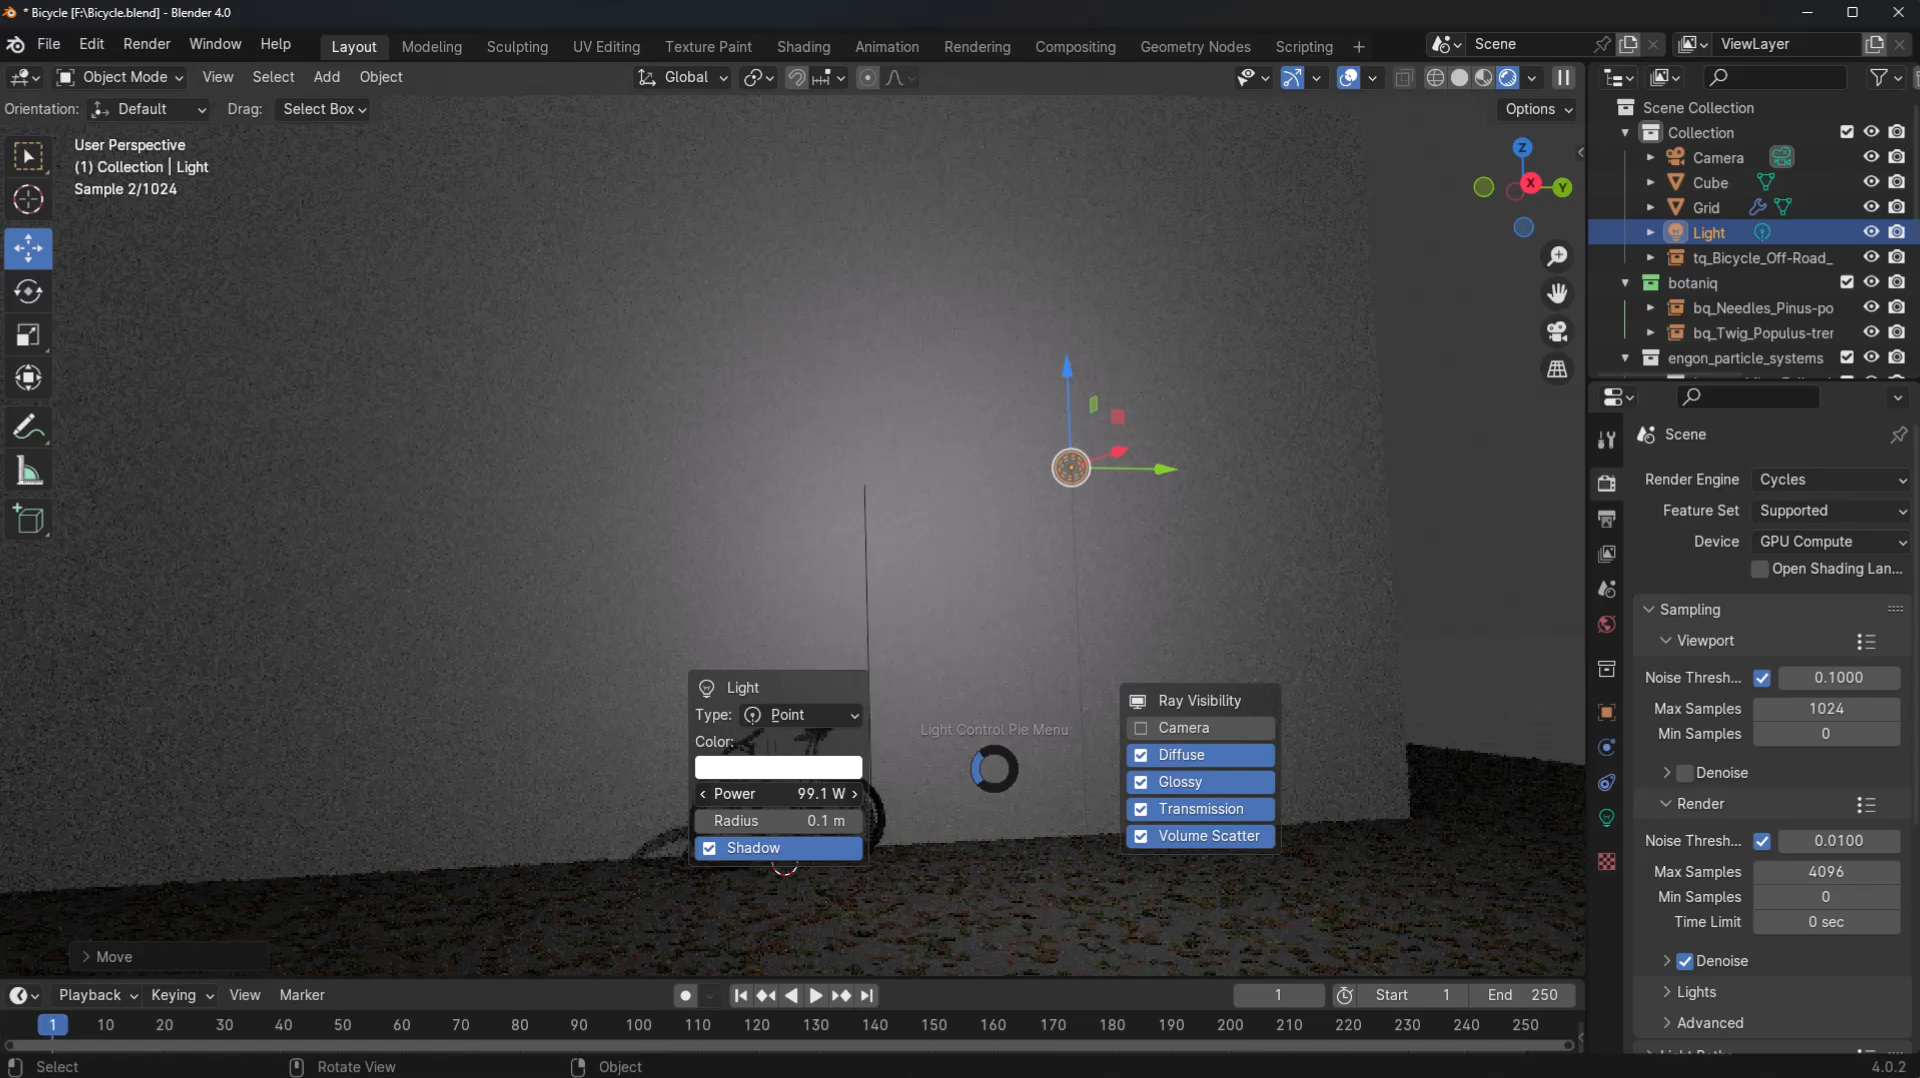 * Bicycle [F:\Bicycle.blend] - Blender 4.0
File Edit Render Window Help Layout Modeling Sculpting UV Editing Texture Paint Shading Animation Rendering Compositing Geometry Nodes Scripting + Scene ViewLayer
Object Mode View Select Add Object Global
Orientation: Default Drag: Select Box Options
User Perspective
(1) Collection | Light
Sample 2/1024
Z
X
Y
Scene Collection
Collection
Camera
Cube
Grid
Light
tq_Bicycle_Off-Road_
botaniq
bq_Needles_Pinus-po
bq_Twig_Populus-trer
engon_particle_systems
Scene
Render Engine Cycles
Feature Set Supported
Device GPU Compute
Open Shading Lan...
Sampling
Viewport
Noise Thresh... 0.1000
Max Samples 1024
Min Samples 0
Denoise
Render
Noise Thresh... 0.0100
Max Samples 4096
Min Samples 0
Time Limit 0 sec
Denoise
Lights
Advanced
Light
Type: Point
Color:
Power 99.1 W
Radius 0.1 m
Shadow
Light Control Pie Menu
Ray Visibility
Camera
Diffuse
Glossy
Transmission
Volume Scatter
Move
Playback Keying View Marker 1 Start 1 End 250
1 10 20 30 40 50 60 70 80 90 100 110 120 130 140 150 160 170 180 190 200 210 220 230 240 250
Select Rotate View Object 4.0.2